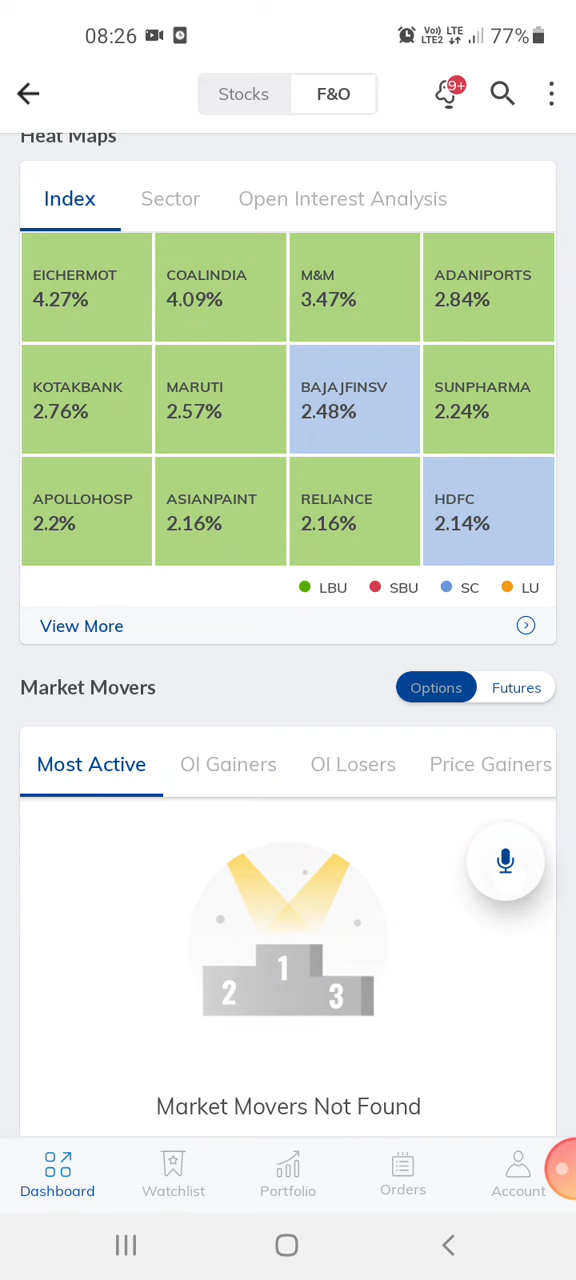 08:26 Vo) LTE LTE2 77%
Stocks F&O 9+
Heat Maps
Index Sector Open Interest Analysis
EICHERMOT COALINDIA M&M ADANIPORTS
4.27% 4.09% 3.47% 2.84%
KOTAKBANK MARUTI BAJAJFINSV SUNPHARMA
2.76% 2.57% 2.48% 2.24%
APOLLOHOSP ASIANPAINT RELIANCE HDFC
2.2% 2.16% 2.16% 2.14%
LBU SBU SC LU
View More
Market Movers Options Futures
Most Active OI Gainers OI Losers Price Gainers
1
2 3
Market Movers Not Found
Dashboard Watchlist Portfolio Orders Account